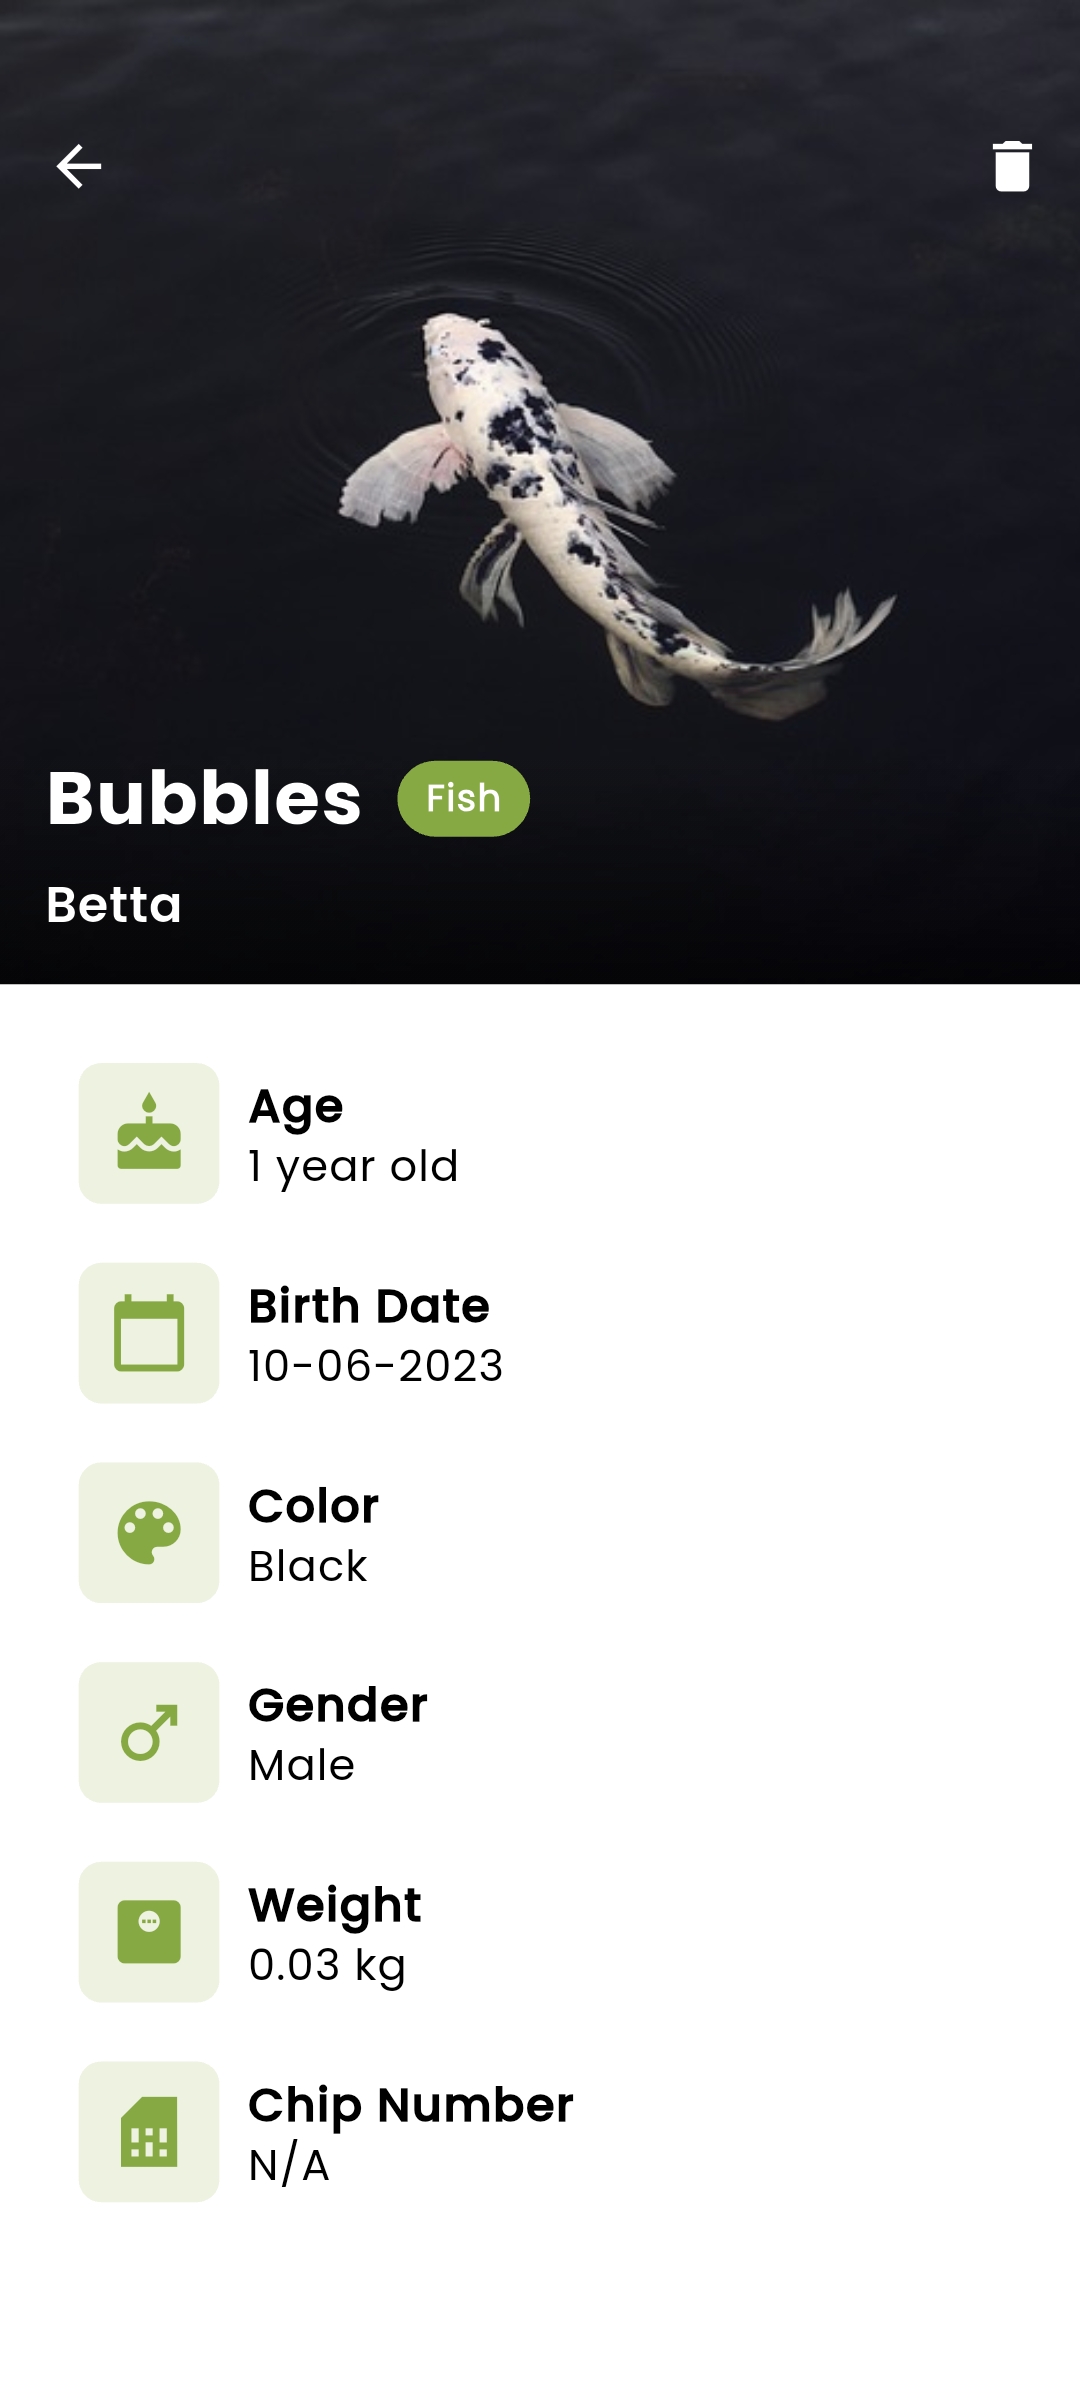 Bubbles Fish
Betta
Age
1 year old
Birth Date
10-06-2023
Color
Black
Gender
Male
Weight
0.03 kg
Chip Number
N/A